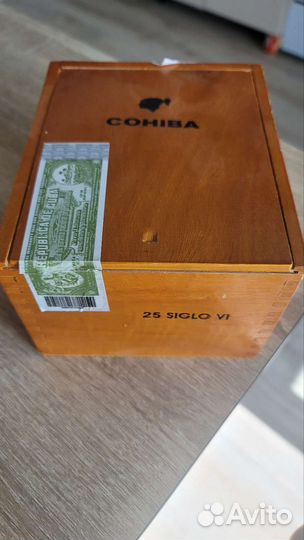 COHIBA
REPUBLICA DE CUBA
25 SIGLO VI
Avito